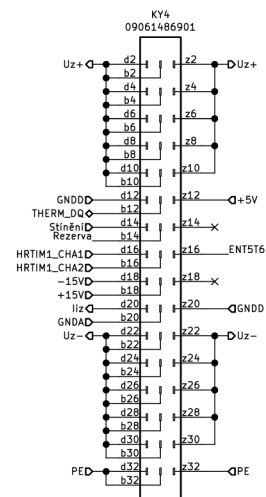 KY4
09061486901
Uz+ d2 z2 Uz+
b2
d4 z4
b4
d6 z6
b6
d8 z8
b8
d10 z10
b10
GNDD d12 z12 +5V
THERM_DQ b12
Stínění d14 z14
Rezerva b14
HRTIM1_CHA1 d16 z16 ENT5T6
HRTIM1_CHA2 b16
-15V d18 z18
+15V b18
Iiz d20 z20 GNDD
GNDA b20
Uz- d22 z22 Uz-
b22
d24 z24
b24
d26 z26
b26
d28 z28
b28
d30 z30
b30
PE d32 z32 PE
b32